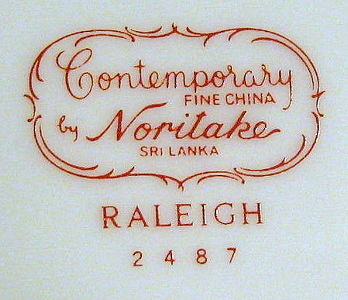 Contemporary
FINE CHINA
by Noritake
SRI LANKA
RALEIGH
2487